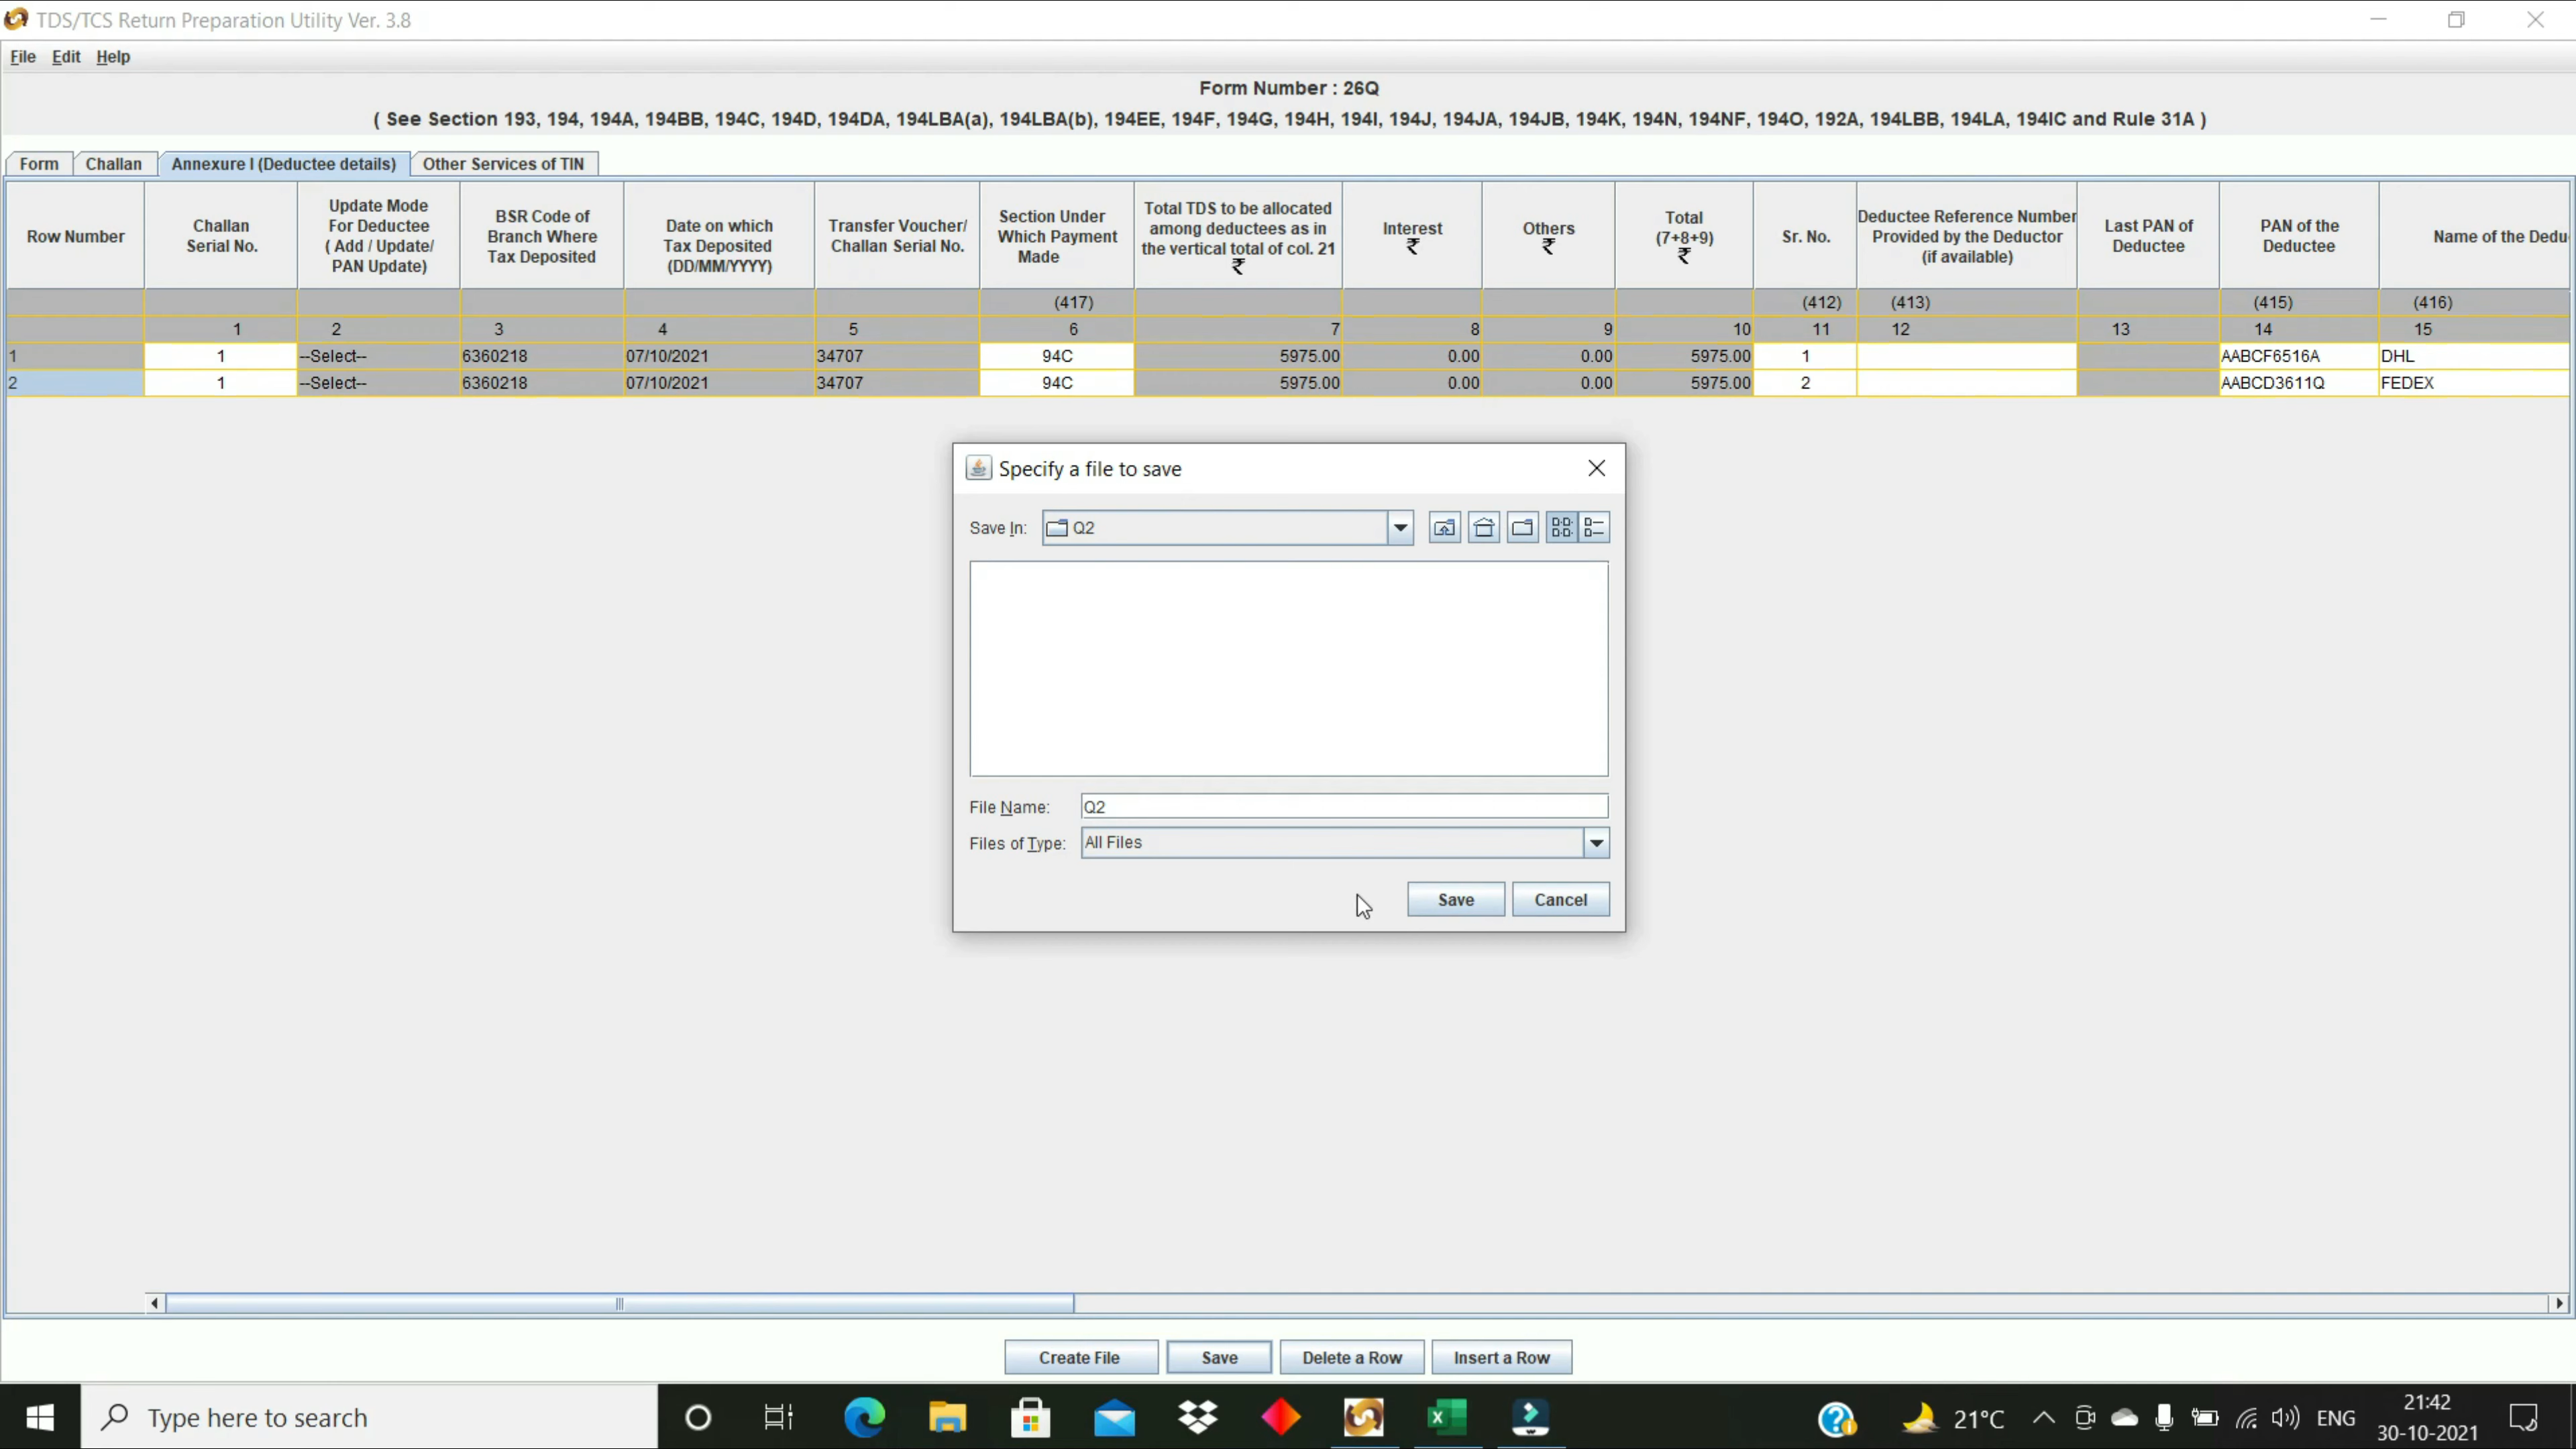 TDS/TCS Return Preparation Utility Ver. 3.8
File Edit Help
Form Number : 26Q
( See Section 193, 194, 194A, 194BB, 194C, 194D, 194DA, 194LBA(a), 194LBA(b), 194EE, 194F, 194G, 194H, 194I, 194J, 194JA, 194JB, 194K, 194N, 194NF, 194O, 192A, 194LBB, 194LA, 194IC and Rule 31A )
Form Challan Annexure I (Deductee details) Other Services of TIN
Row Number
Challan
Serial No.
Update Mode
For Deductee
( Add / Update/
PAN Update)
BSR Code of
Branch Where
Tax Deposited
Date on which
Tax Deposited
(DD/MM/YYYY)
Transfer Voucher/
Challan Serial No.
Section Under
Which Payment
Made
Total TDS to be allocated
among deductees as in
the vertical total of col. 21
₹
Interest
₹
Others
₹
Total
(7+8+9)
₹
Sr. No.
Deductee Reference Number
Provided by the Deductor
(if available)
Last PAN of
Deductee
PAN of the
Deductee
Name of the Dedu
(417) (412) (413) (415) (416)
1 2 3 4 5 6 7 8 9 10 11 12 13 14 15
1 1 --Select-- 6360218 07/10/2021 34707 94C 5975.00 0.00 0.00 5975.00 1 AABCF6516A DHL
2 1 --Select-- 6360218 07/10/2021 34707 94C 5975.00 0.00 0.00 5975.00 2 AABCD3611Q FEDEX
Specify a file to save
Save In: Q2
File Name: Q2
Files of Type: All Files
Save Cancel
Create File Save Delete a Row Insert a Row
Type here to search
21°C
ENG
21:42
30-10-2021